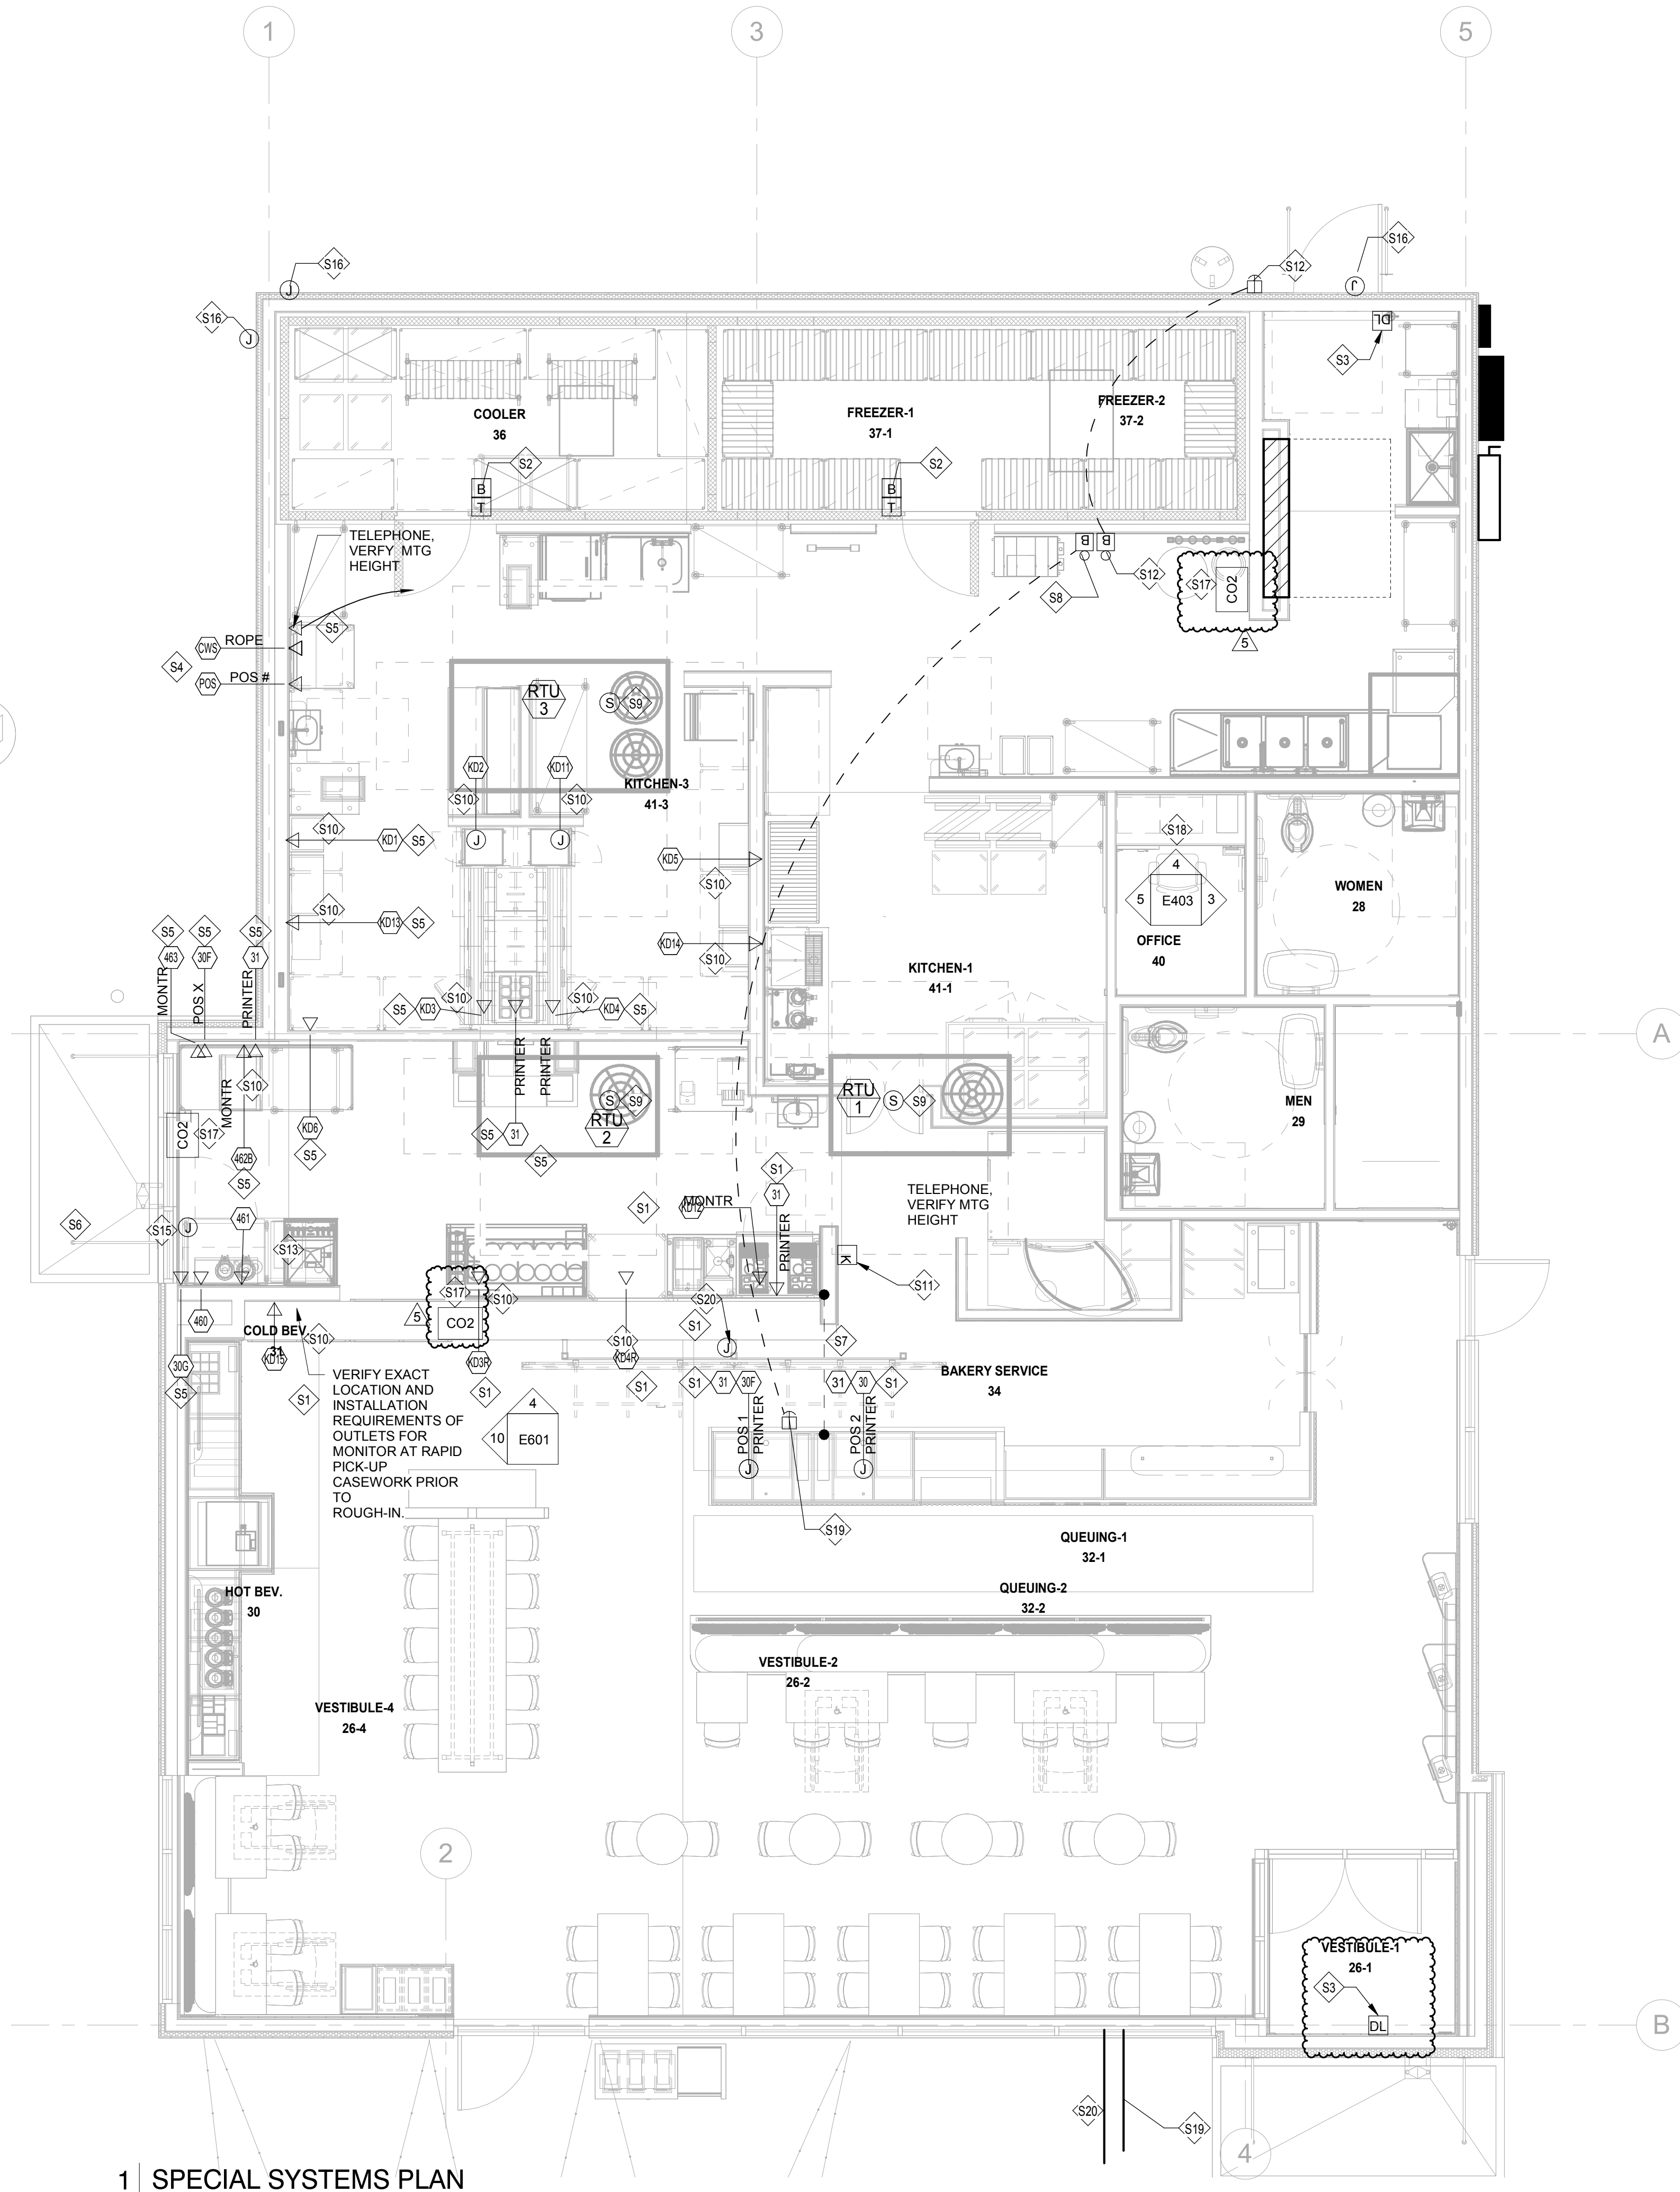 1
3
5
S16
S12
S16
J
J
S16
J
DL
S3
COOLER
36
FREEZER-1
37-1
FREEZER-2
37-2
S2
S2
B
T
B
T
TELEPHONE,
VERFY MTG
HEIGHT
B
B
S12
S17
CO2
S8
5
S5
CWS
ROPE
S4
POS
POS #
RTU
3
S
S9
KD2
KD11
KITCHEN-3
41-3
S10
S10
S10
J
J
KD1
S5
KD5
S10
S18
4
5
E403
3
WOMEN
28
OFFICE
40
S10
KD13
S5
S5
S5
S5
463
30F
31
MONTR
POS X
PRINTER
KD14
S10
KITCHEN-1
41-1
S10
S10
S5
KD3
KD4
S5
A
MONTR
S10
PRINTER
PRINTER
S
S9
RTU
2
RTU
1
S
S9
MEN
29
CO2
S17
KD6
S5
S5
31
S5
462B
S5
S1
31
TELEPHONE,
VERIFY MTG
HEIGHT
S6
S15
J
461
S1
KD12
MONTR
PRINTER
S13
K
S11
S17
S10
S20
5
CO2
460
COLD BEV.
31
S10
KD15
S10
KD4R
S1
J
S7
30G
S5
KD3R
S1
S1
S1
S1
31
30F
31
30
S1
BAKERY SERVICE
34
VERIFY EXACT
LOCATION AND
INSTALLATION
REQUIREMENTS OF
OUTLETS FOR
MONITOR AT RAPID
PICK-UP
CASEWORK PRIOR
TO
ROUGH-IN.
4
10
E601
POS 1
PRINTER
POS 2
PRINTER
J
J
S19
QUEUING-1
32-1
QUEUING-2
32-2
HOT BEV.
30
VESTIBULE-2
26-2
VESTIBULE-4
26-4
2
VESTIBULE-1
26-1
S3
DL
B
S20
S19
4
1 SPECIAL SYSTEMS PLAN